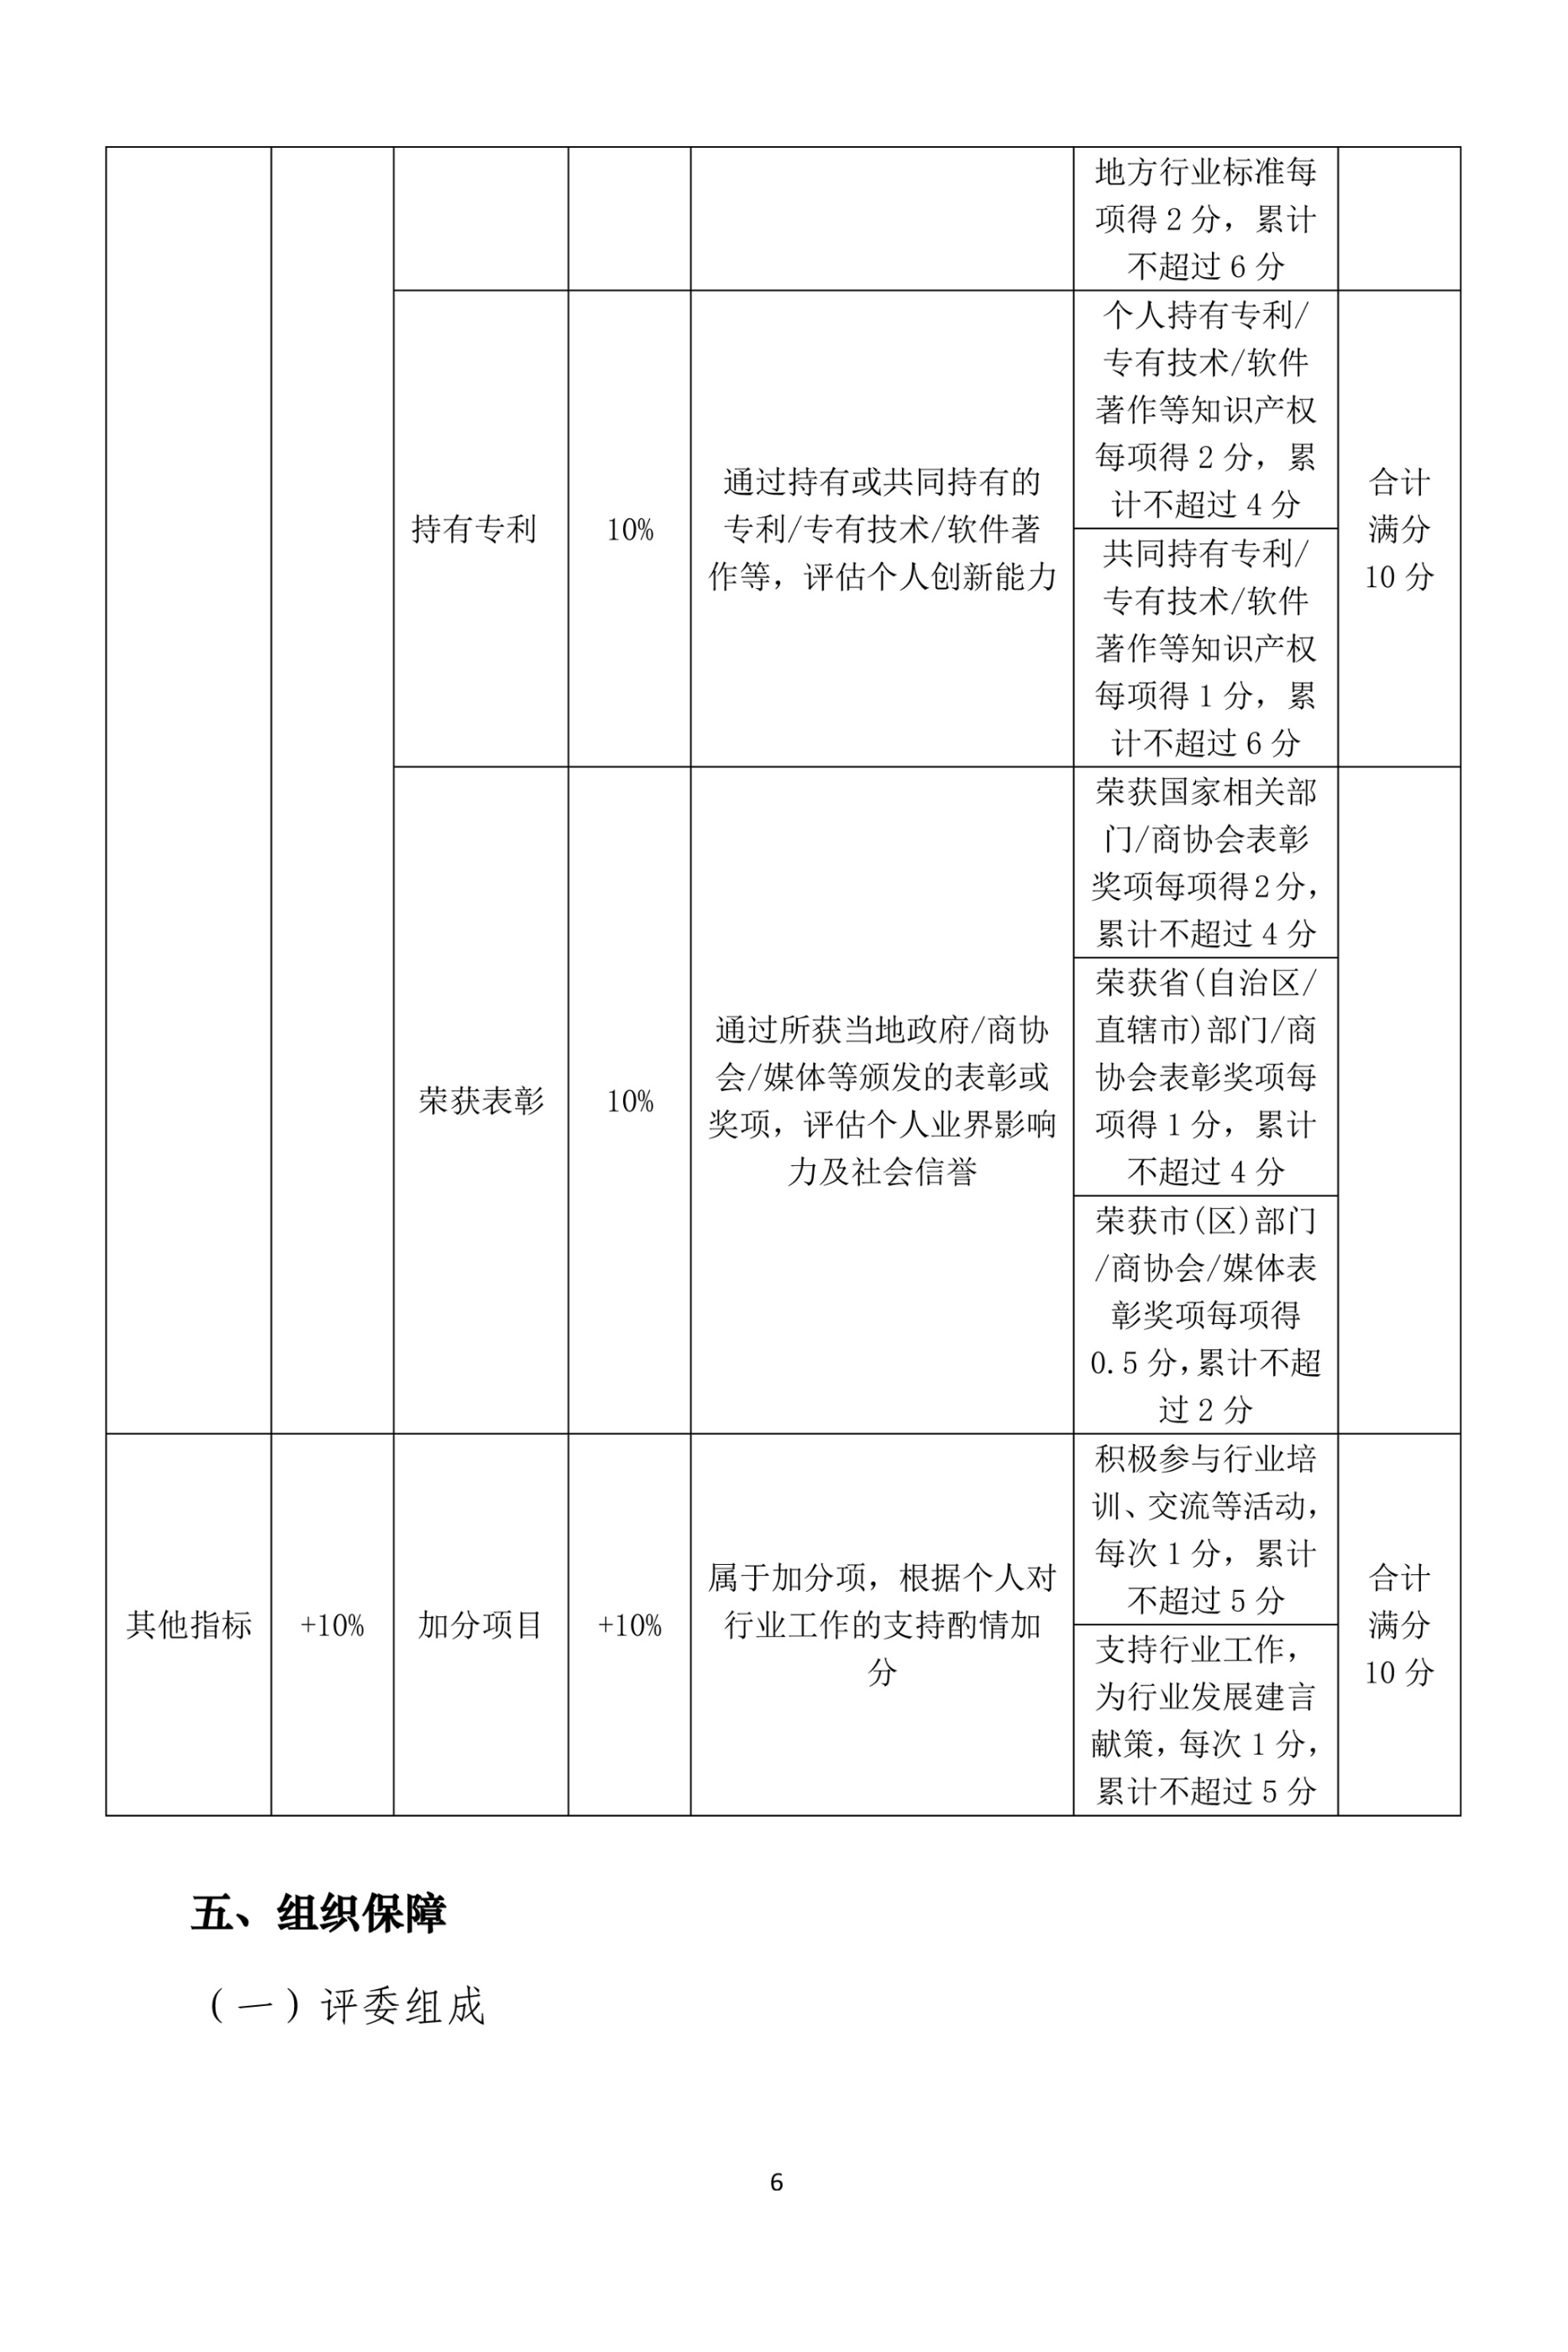 地方行业标准每
项得 2 分，累计
不超过 6 分
持有专利
10%
通过持有或共同持有的
专利/专有技术/软件著
作等，评估个人创新能力
个人持有专利/
专有技术/软件
著作等知识产权
每项得 2 分，累
计不超过 4 分
共同持有专利/
专有技术/软件
著作等知识产权
每项得 1 分，累
计不超过 6 分
合计
满分
10 分
荣获表彰
10%
通过所获当地政府/商协
会/媒体等颁发的表彰或
奖项，评估个人业界影响
力及社会信誉
荣获国家相关部
门/商协会表彰
奖项每项得 2 分，
累计不超过 4 分
荣获省(自治区/
直辖市)部门/商
协会表彰奖项每
项得 1 分，累计
不超过 4 分
荣获市(区)部门
/商协会/媒体表
彰奖项每项得
0.5 分，累计不超
过 2 分
其他指标
+10%
加分项目
+10%
属于加分项，根据个人对
行业工作的支持酌情加
分
积极参与行业培
训、交流等活动，
每次 1 分，累计
不超过 5 分
支持行业工作，
为行业发展建言
献策，每次 1 分，
累计不超过 5 分
合计
满分
10 分
五、组织保障
（一）评委组成
6